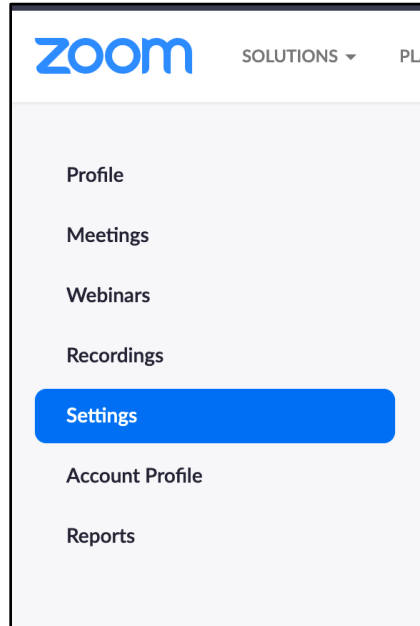 zoom SOLUTIONS
Profile
Meetings
Webinars
Recordings
Settings
Account Profile
Reports